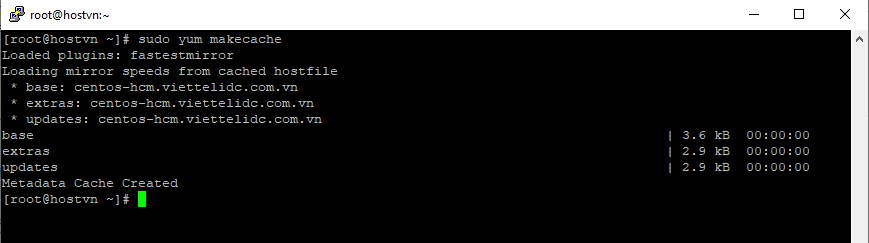 root@hostvn:~
[root@hostvn ~]# sudo yum makecache
Loaded plugins: fastestmirror
Loading mirror speeds from cached hostfile
 * base: centos-hcm.viettelidc.com.vn
 * extras: centos-hcm.viettelidc.com.vn
 * updates: centos-hcm.viettelidc.com.vn
base | 3.6 kB 00:00:00
extras | 2.9 kB 00:00:00
updates | 2.9 kB 00:00:00
Metadata Cache Created
[root@hostvn ~]#